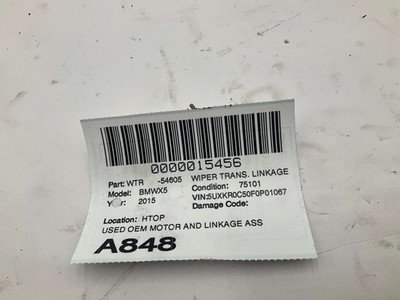 0000015456
Part: WTR -54605 WIPER TRANS. LINKAGE
Model: BMWX5 Condition: 75101
Year: 2015 VIN:5UXKR0C50F0P01067
Damage Code:
Location: HTOP
USED OEM MOTOR AND LINKAGE ASS
A848